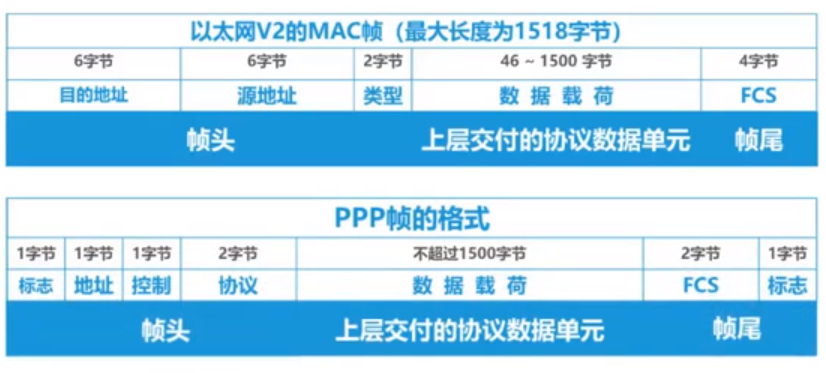 以太网V2的MAC帧（最大长度为1518字节）
6字节 6字节 2字节 46 ~ 1500 字节 4字节
目的地址 源地址 类型 数 据 载 荷 FCS
帧头 上层交付的协议数据单元 帧尾
PPP帧的格式
1字节 1字节 1字节 2字节 不超过1500字节 2字节 1字节
标志 地址 控制 协议 数 据 载 荷 FCS 标志
帧头 上层交付的协议数据单元 帧尾